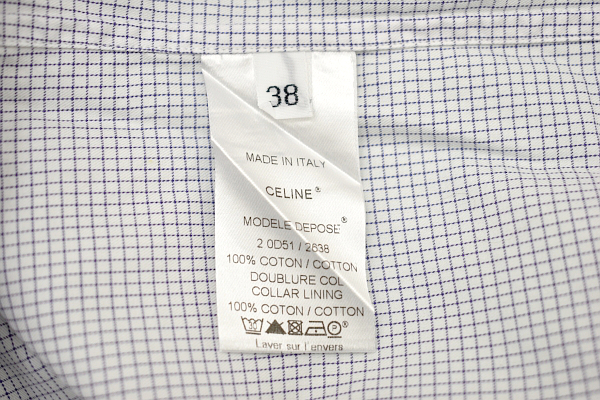 38
MADE IN ITALY
CELINE®
MODELE DEPOSE®
2 0D51 / 2638
100% COTON / COTTON
DOUBLURE COL
COLLAR LINING
100% COTON / COTTON
Laver sur l'envers